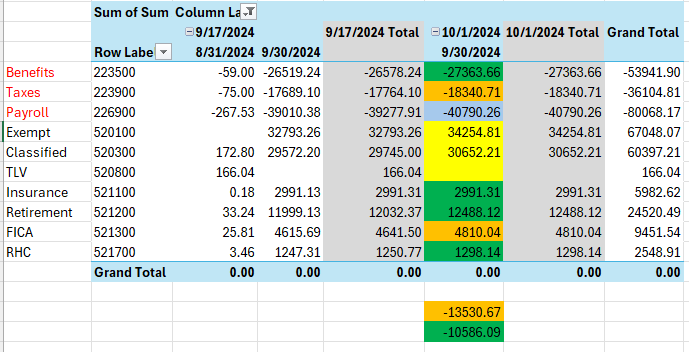 Sum of Sum Column La
9/17/2024 9/17/2024 Total 10/1/2024 10/1/2024 Total Grand Total
Row Labe 8/31/2024 9/30/2024 9/30/2024
Benefits 223500 -59.00 -26519.24 -26578.24 -27363.66 -27363.66 -53941.90
Taxes 223900 -75.00 -17689.10 -17764.10 -18340.71 -18340.71 -36104.81
Payroll 226900 -267.53 -39010.38 -39277.91 -40790.26 -40790.26 -80068.17
Exempt 520100 32793.26 32793.26 34254.81 34254.81 67048.07
Classified 520300 172.80 29572.20 29745.00 30652.21 30652.21 60397.21
TLV 520800 166.04 166.04 166.04
Insurance 521100 0.18 2991.13 2991.31 2991.31 2991.31 5982.62
Retirement 521200 33.24 11999.13 12032.37 12488.12 12488.12 24520.49
FICA 521300 25.81 4615.69 4641.50 4810.04 4810.04 9451.54
RHC 521700 3.46 1247.31 1250.77 1298.14 1298.14 2548.91
Grand Total 0.00 0.00 0.00 0.00 0.00 0.00
-13530.67
-10586.09